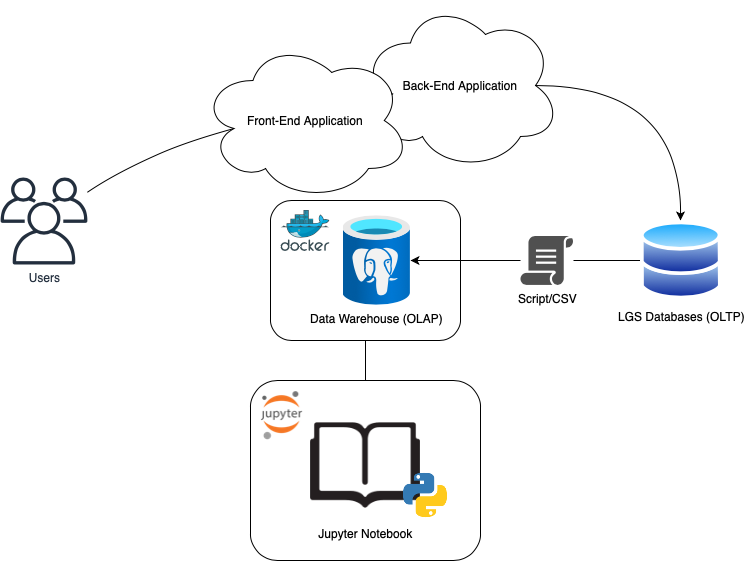 Back-End Application
Front-End Application
Users
docker
Data Warehouse (OLAP)
Script/CSV
LGS Databases (OLTP)
jupyter
Jupyter Notebook